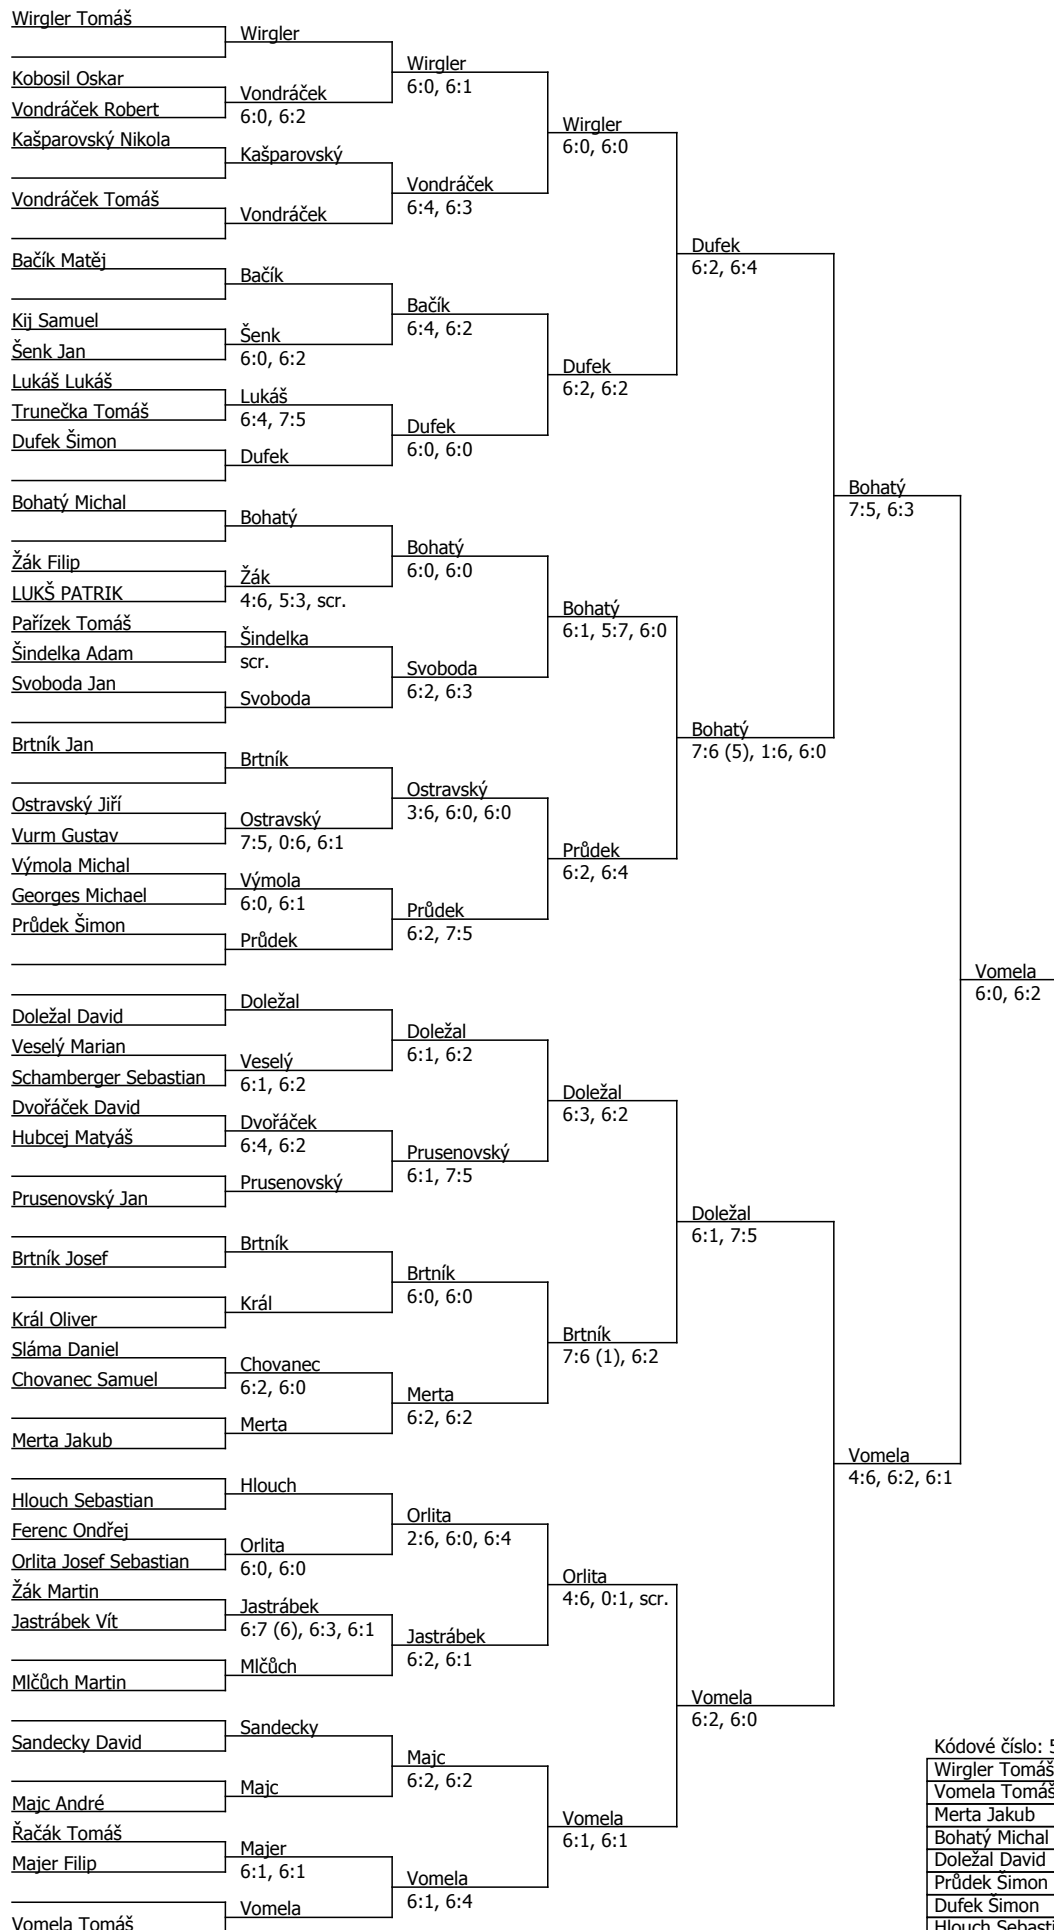 Wirgler Tomáš
Kobosil Oskar
Vondráček Robert
Kašparovský Nikola
Vondráček Tomáš
Bačík Matěj
Kij Samuel
Šenk Jan
Lukáš Lukáš
Trunečka Tomáš
Dufek Šimon
Bohatý Michal
Žák Filip
LUKŠ PATRIK
Pařízek Tomáš
Šindelka Adam
Svoboda Jan
Brtník Jan
Ostravský Jiří
Vurm Gustav
Výmola Michal
Georges Michael
Průdek Šimon
Doležal David
Veselý Marian
Schamberger Sebastian
Dvořáček David
Hubcej Matyáš
Prusenovský Jan
Brtník Josef
Král Oliver
Sláma Daniel
Chovanec Samuel
Merta Jakub
Hlouch Sebastian
Ferenc Ondřej
Orlita Josef Sebastian
Žák Martin
Jastrábek Vít
Mlčůch Martin
Sandecky David
Majc André
Řačák Tomáš
Majer Filip
Vomela Tomáš
Wirgler
Vondráček
6:0, 6:2
Kašparovský
Vondráček
Bačík
Šenk
6:0, 6:2
Lukáš
6:4, 7:5
Dufek
Bohatý
Žák
4:6, 5:3, scr.
Šindelka
scr.
Svoboda
Brtník
Ostravský
7:5, 0:6, 6:1
Výmola
6:0, 6:1
Průdek
Doležal
Veselý
6:1, 6:2
Dvořáček
6:4, 6:2
Prusenovský
Brtník
Král
Chovanec
6:2, 6:0
Merta
Hlouch
Orlita
6:0, 6:0
Jastrábek
6:7 (6), 6:3, 6:1
Mlčůch
Sandecky
Majc
Majer
6:1, 6:1
Vomela
Wirgler
6:0, 6:1
Vondráček
6:4, 6:3
Bačík
6:4, 6:2
Dufek
6:0, 6:0
Bohatý
6:0, 6:0
Svoboda
6:2, 6:3
Ostravský
3:6, 6:0, 6:0
Průdek
6:2, 7:5
Doležal
6:1, 6:2
Prusenovský
6:1, 7:5
Brtník
6:0, 6:0
Merta
6:2, 6:2
Orlita
2:6, 6:0, 6:4
Jastrábek
6:2, 6:1
Majc
6:2, 6:2
Vomela
6:1, 6:4
Wirgler
6:0, 6:0
Dufek
6:2, 6:2
Bohatý
6:1, 5:7, 6:0
Průdek
6:2, 6:4
Doležal
6:3, 6:2
Brtník
7:6 (1), 6:2
Orlita
4:6, 0:1, scr.
Vomela
6:1, 6:1
Dufek
6:2, 6:4
Bohatý
7:6 (5), 1:6, 6:0
Doležal
6:1, 7:5
Vomela
6:2, 6:0
Bohatý
7:5, 6:3
Vomela
4:6, 6:2, 6:1
Vomela
6:0, 6:2
Kódové číslo: 5
Wirgler Tomáš
Vomela Tomáš
Merta Jakub
Bohatý Michal
Doležal David
Průdek Šimon
Dufek Šimon